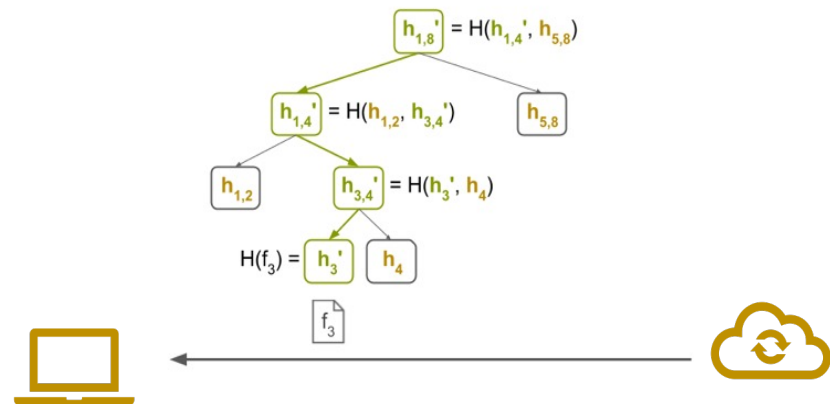 h1,8' = H(h1,4', h5,8)
h1,4' = H(h1,2, h3,4')
h5,8
h1,2
h3,4' = H(h3', h4)
H(f3) = h3'
h4
f3